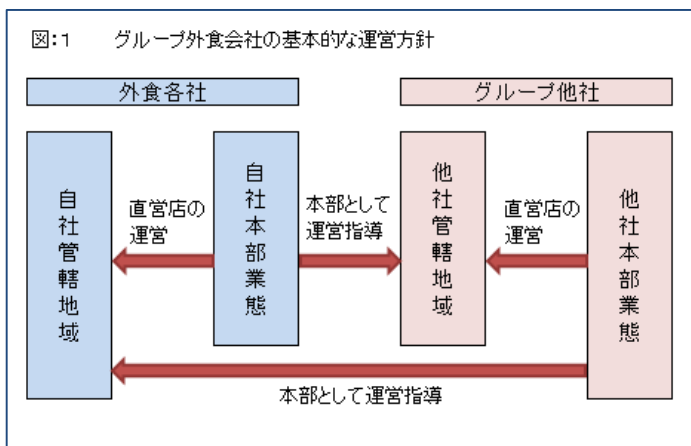 図:1 グループ外食会社の基本的な運営方針
外食各社
グループ他社
自社管轄地域
直営店の
運営
自社本部業態
本部として
運営指導
他社管轄地域
直営店の
運営
他社本部業態
本部として運営指導